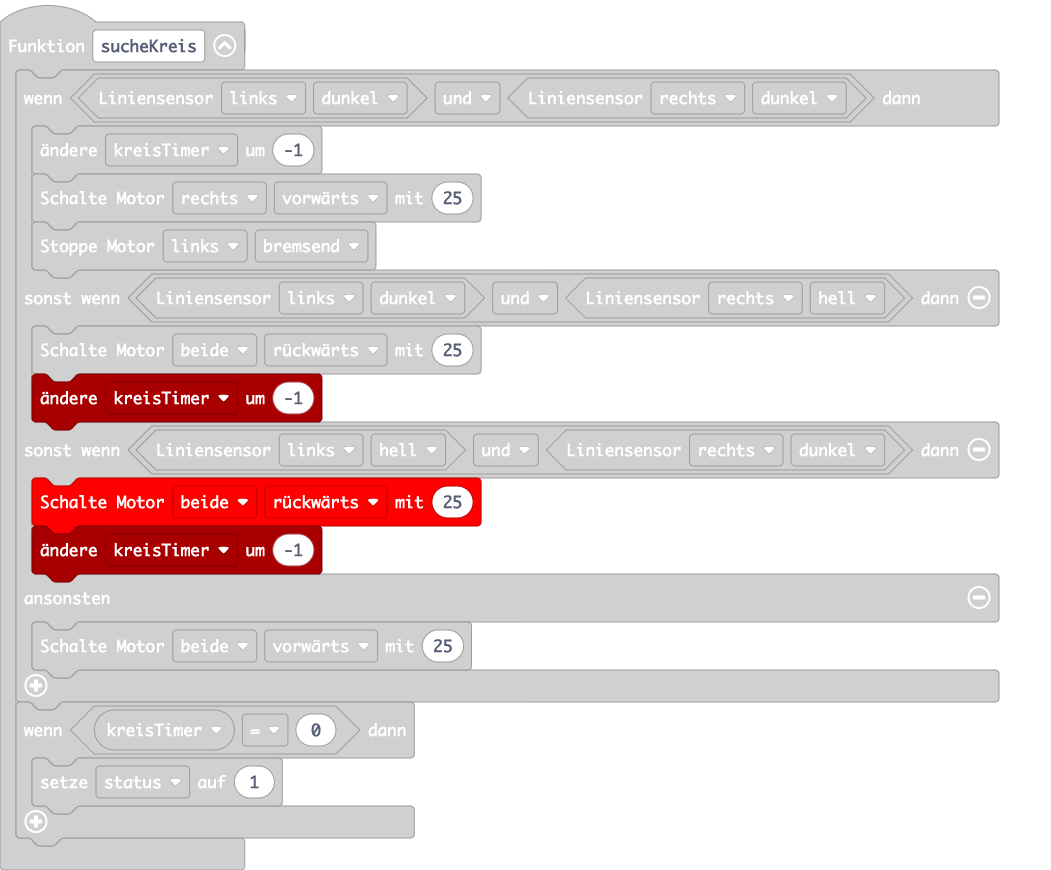 Funktion sucheKreis
wenn Liniensensor links dunkel und Liniensensor rechts dunkel dann
ändere kreisTimer um -1
Schalte Motor rechts vorwärts mit 25
Stoppe Motor links bremsend
sonst wenn Liniensensor links dunkel und Liniensensor rechts hell dann
Schalte Motor beide rückwärts mit 25
ändere kreisTimer um -1
sonst wenn Liniensensor links hell und Liniensensor rechts dunkel dann
Schalte Motor beide rückwärts mit 25
ändere kreisTimer um -1
ansonsten
Schalte Motor beide vorwärts mit 25
wenn kreisTimer = 0 dann
setze status auf 1